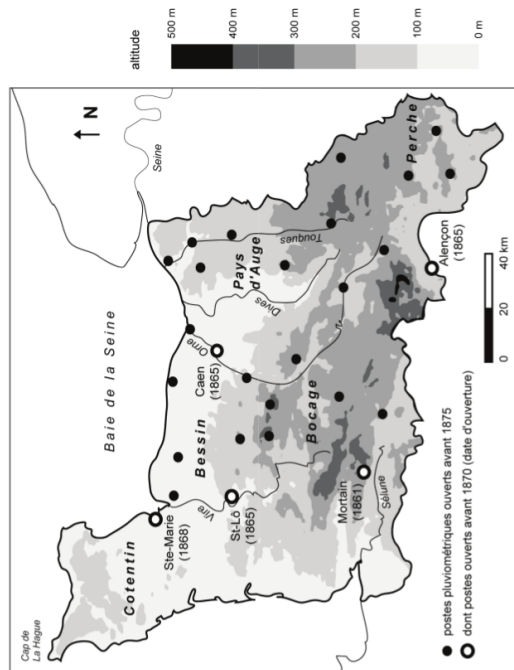 Cap de
La Hague
Cotentin
Ste-Marie
(1868)
Vire
St-Lô
(1865)
Bessin
Baie de la Seine
Caen
(1865)
Orne
Dives
Pays
d'Auge
Touques
Seine
N
Bocage
Mortain
(1861)
Sélune
Perche
Alençon
(1865)
altitude
500 m
400 m
300 m
200 m
100 m
0 m
0
20
40 km
postes pluviométriques ouverts avant 1875
dont postes ouverts avant 1870 (date d'ouverture)